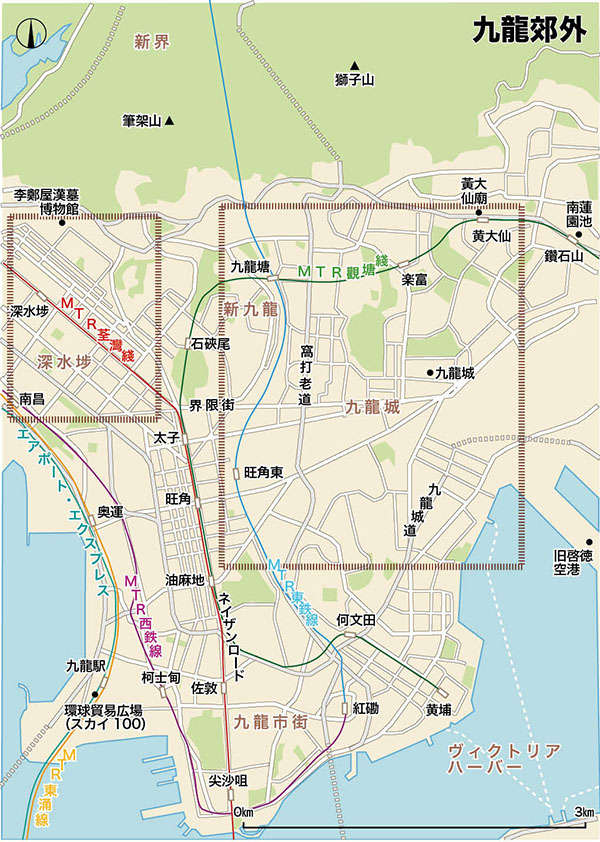 九龍郊外
新界
獅子山
筆架山
李鄭屋漢墓
博物館
黃大
仙廟
南蓮
園池
黄大仙
鑽石山
九龍塘
MTR觀塘綫
楽富
深水埗
MTR荃灣綫
新九龍
石硤尾
深水埗
窩打老道
九龍城
南昌
界限街
九龍城
太子
エアポート・エクスプレス
旺角東
旺角
九龍城道
奧運
旧啓徳
空港
MTR東鉄線
油麻地
MTR西鉄線
ネイザンロード
何文田
九龍駅
柯士甸
佐敦
紅磡
黄埔
環球貿易広場
(スカイ100)
九龍市街
ヴィクトリア
ハーバー
MTR東涌線
尖沙咀
0km
3km